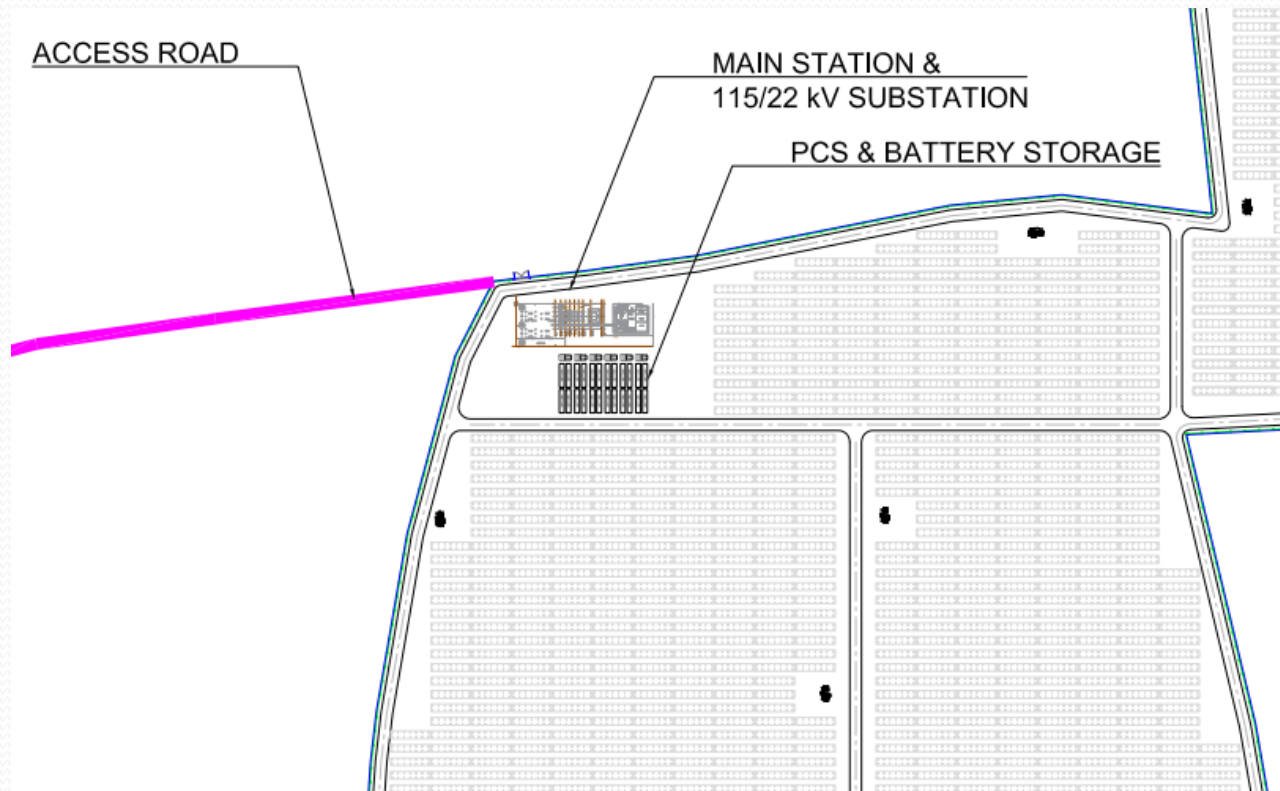 ACCESS ROAD
MAIN STATION &
115/22 kV SUBSTATION
PCS & BATTERY STORAGE